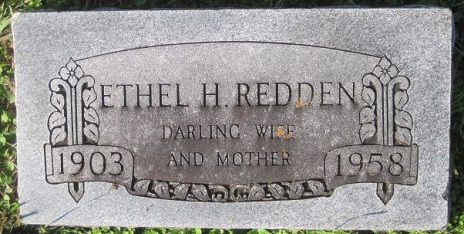 ETHEL H. REDDEN
DARLING WIFE
AND MOTHER
1903 1958